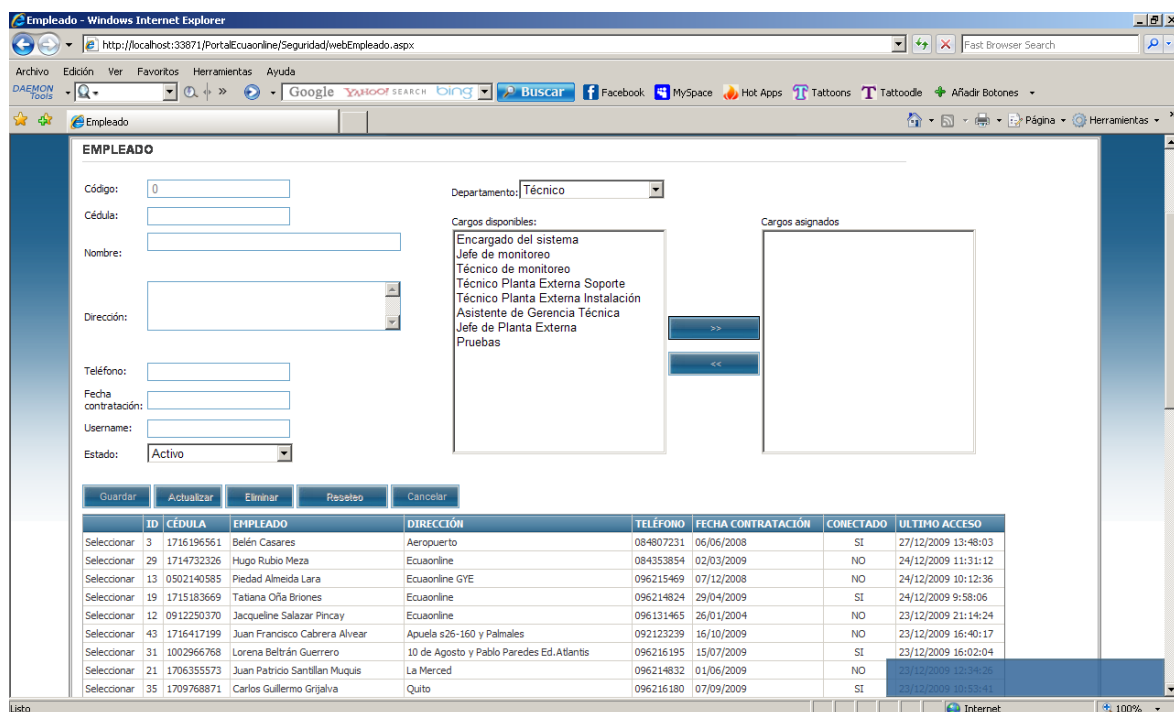 Empleado - Windows Internet Explorer
http://localhost:33871/PortalEcuaonline/Seguridad/webEmpleado.aspx
Fast Browser Search
Archivo Edición Ver Favoritos Herramientas Ayuda
DAEMON Tools Google YAHOO! SEARCH bing Buscar Facebook MySpace Hot Apps Tattoons Tattoodle Añadir Botones
Empleado Página Herramientas
EMPLEADO
Código: 0
Departamento: Técnico
Cédula:
Cargos disponibles: Cargos asignados
Nombre:
Encargado del sistema
Jefe de monitoreo
Técnico de monitoreo
Técnico Planta Externa Soporte
Técnico Planta Externa Instalación
Asistente de Gerencia Técnica
Jefe de Planta Externa
Pruebas
>>
<<
Dirección:
Teléfono:
Fecha contratación:
Username:
Estado: Activo
Guardar Actualizar Eliminar Reseteo Cancelar
ID CÉDULA EMPLEADO DIRECCIÓN TELÉFONO FECHA CONTRATACIÓN CONECTADO ULTIMO ACCESO
Seleccionar 3 1716196561 Belén Casares Aeropuerto 084807231 06/06/2008 SI 27/12/2009 13:48:03
Seleccionar 29 1714732326 Hugo Rubio Meza Ecuaonline 084353854 02/03/2009 NO 24/12/2009 11:31:12
Seleccionar 13 0502140585 Piedad Almeida Lara Ecuaonline GYE 096215469 07/12/2008 NO 24/12/2009 10:12:36
Seleccionar 19 1715183669 Tatiana Oña Briones Ecuaonline 096214824 29/04/2009 SI 24/12/2009 9:58:06
Seleccionar 12 0912250370 Jacqueline Salazar Pincay Ecuaonline 096131465 26/01/2004 NO 23/12/2009 21:14:24
Seleccionar 43 1716417199 Juan Francisco Cabrera Alvear Apuela s26-160 y Palmales 092123239 16/10/2009 NO 23/12/2009 16:40:17
Seleccionar 31 1002966768 Lorena Beltrán Guerrero 10 de Agosto y Pablo Paredes Ed.Atlantis 096216195 15/07/2009 SI 23/12/2009 16:02:04
Seleccionar 21 1706355573 Juan Patricio Santillan Muquis La Merced 096214832 01/06/2009 NO 23/12/2009 12:34:26
Seleccionar 35 1709768871 Carlos Guillermo Grijalva Quito 096216180 07/09/2009 SI 23/12/2009 10:53:41
Listo Internet 100%